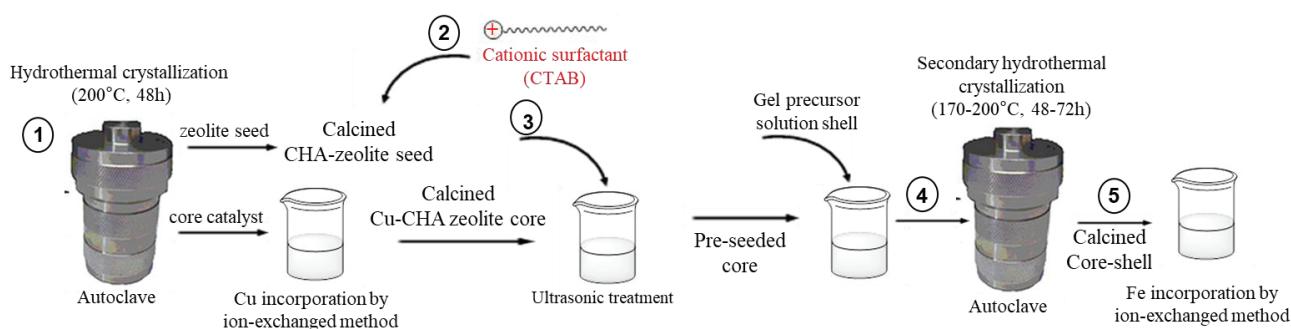 Hydrothermal crystallization
(200°C, 48h)
1
Autoclave
zeolite seed
core catalyst
2
+
Cationic surfactant
(CTAB)
Calcined
CHA-zeolite seed
Cu incorporation by
ion-exchanged method
Calcined
Cu-CHA zeolite core
3
Ultrasonic treatment
Pre-seeded
core
Gel precursor
solution shell
4
Secondary hydrothermal
crystallization
(170-200°C, 48-72h)
Autoclave
5
Calcined
Core-shell
Fe incorporation by
ion-exchanged method